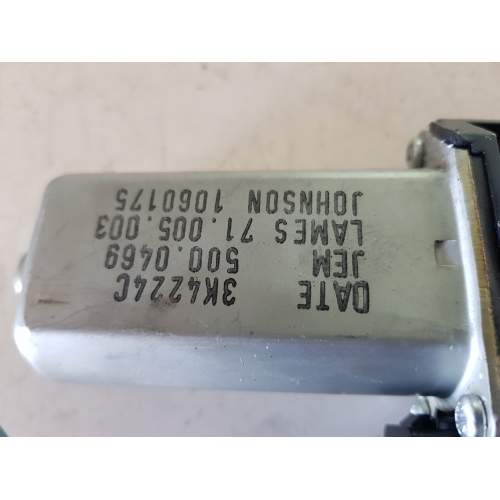 DATE 3K4224C
JEM 500.0469
LAMES 71.005.003
JOHNSON 1060175